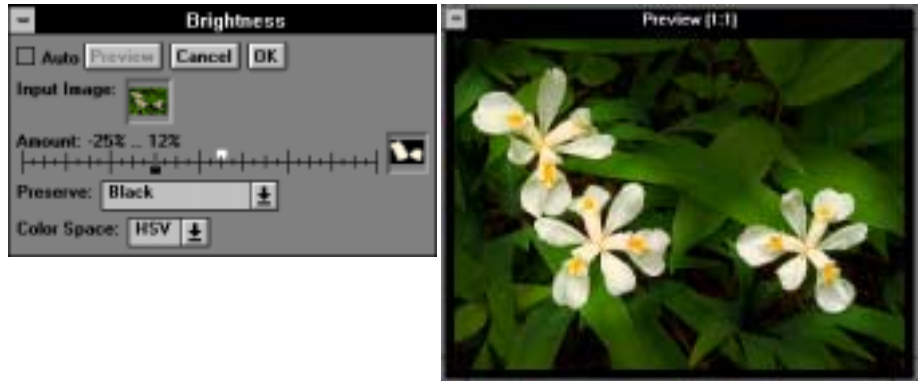 Brightness
Auto Preview Cancel OK
Input Image:
Amount: -25% ... 12%
Preserve: Black
Color Space: HSV
Preview (1:1)